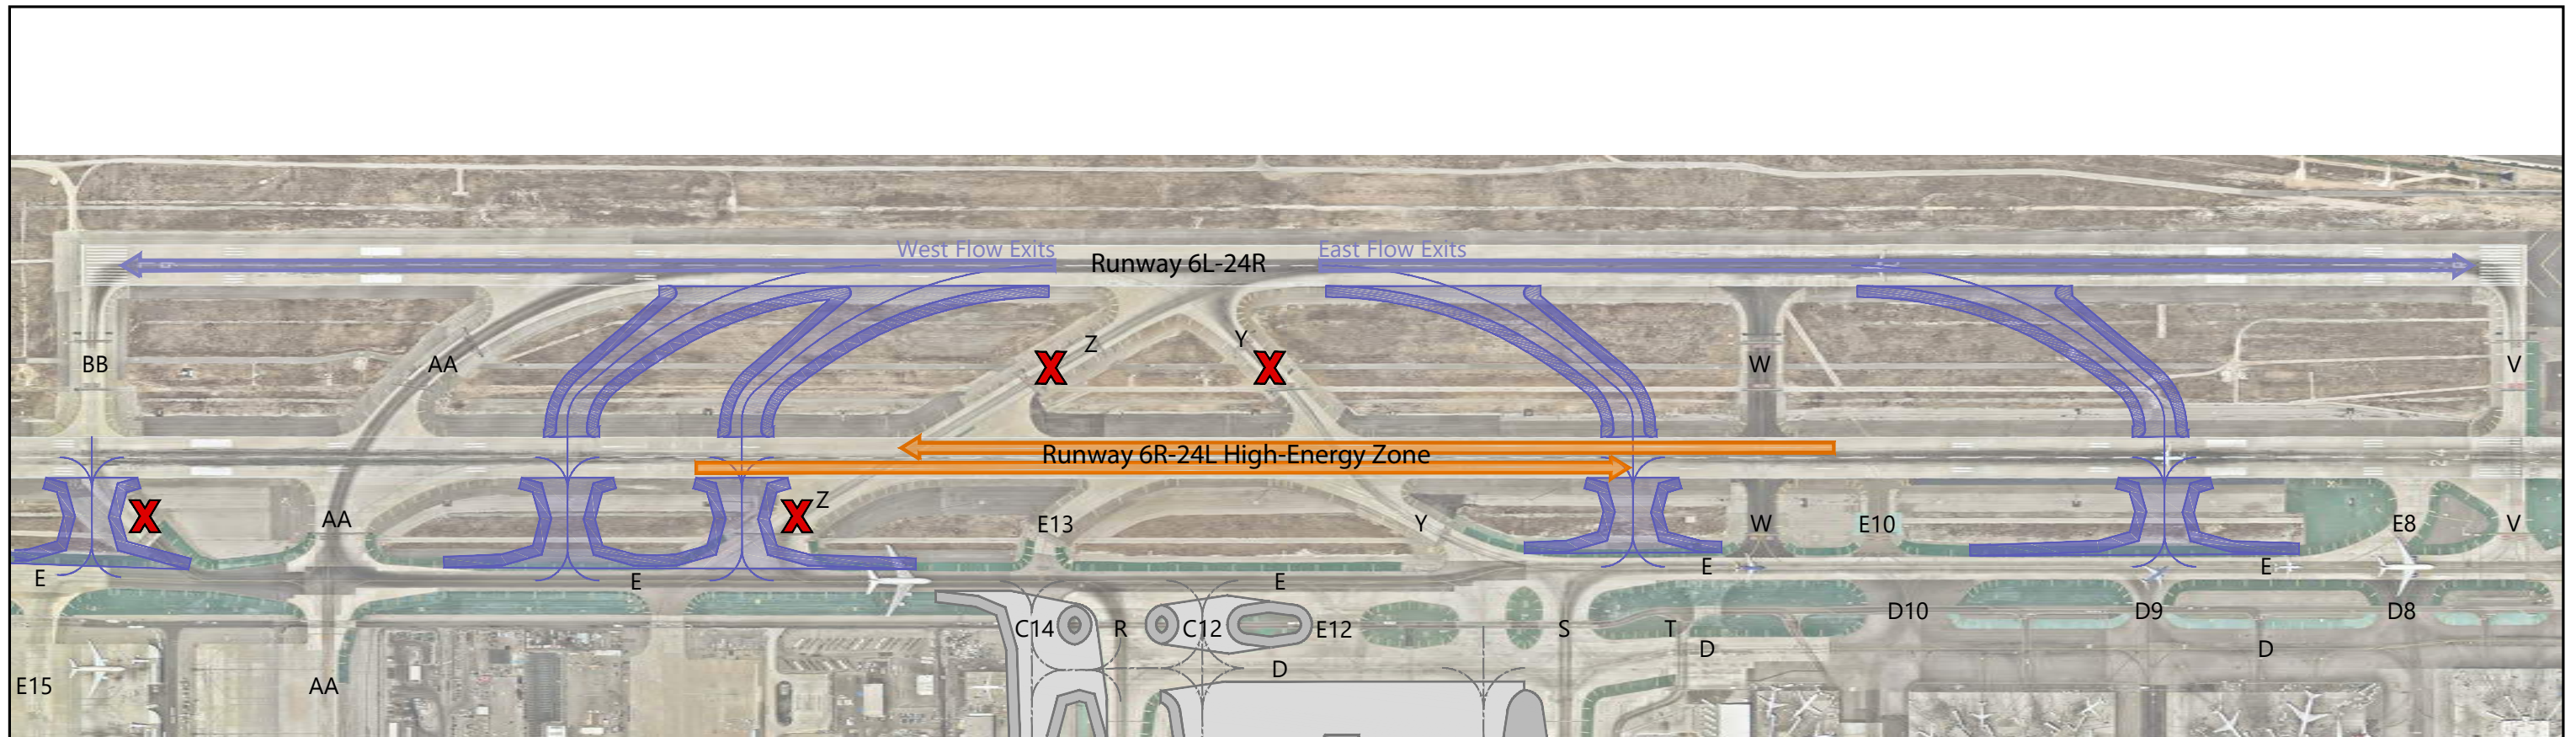 West Flow Exits
East Flow Exits
Runway 6L-24R
Z
Y
BB
AA
W
V
Runway 6R-24L High-Energy Zone
Z
AA
E13
Y
W
E10
E8
V
E
E
E
E
E
D10
D9
D8
C14
R
C12
E12
S
T
D
D
D
E15
AA